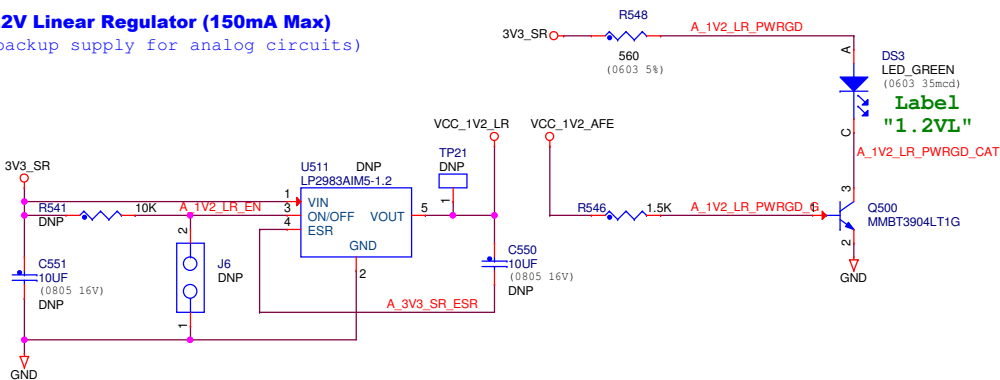 2V Linear Regulator (150mA Max)
backup supply for analog circuits)
R548
3V3_SR
A_1V2_LR_PWRGD
560
(0603 5%)
A
DS3
LED_GREEN
(0603 35mcd)
Label
"1.2VL"
C
A_1V2_LR_PWRGD_CAT
VCC_1V2_LR
VCC_1V2_AFE
TP21
DNP
1
3V3_SR
U511
DNP
LP2983AIM5-1.2
R541
DNP
10K
A_1V2_LR_EN
1
3
4
VIN
ON/OFF
ESR
VOUT
GND
5
2
R546
1.5K
A_1V2_LR_PWRGD_G
1
3
2
Q500
MMBT3904LT1G
GND
C551
10UF
(0805 16V)
DNP
2
J6
DNP
1
C550
10UF
(0805 16V)
DNP
A_3V3_SR_ESR
GND